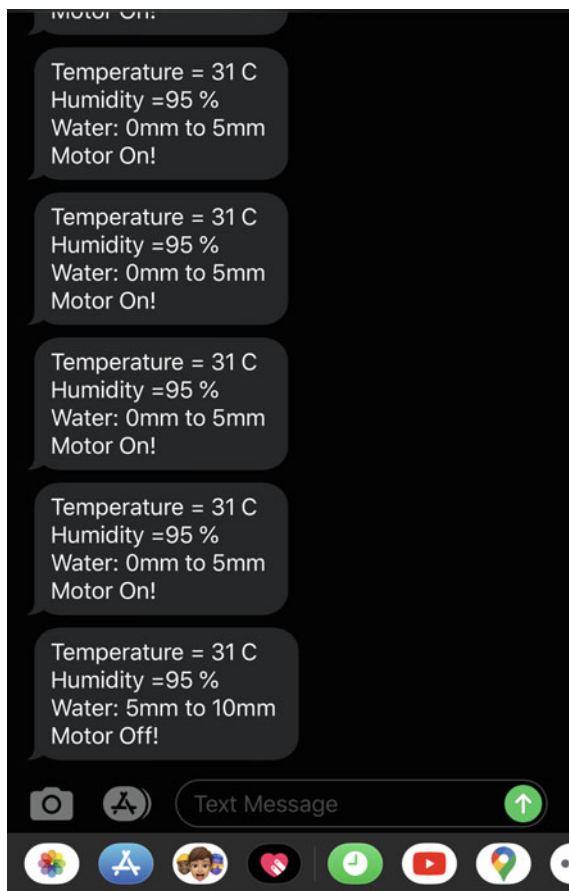 Motor On!
Temperature = 31 C
Humidity =95 %
Water: 0mm to 5mm
Motor On!
Temperature = 31 C
Humidity =95 %
Water: 0mm to 5mm
Motor On!
Temperature = 31 C
Humidity =95 %
Water: 0mm to 5mm
Motor On!
Temperature = 31 C
Humidity =95 %
Water: 0mm to 5mm
Motor On!
Temperature = 31 C
Humidity =95 %
Water: 5mm to 10mm
Motor Off!
Text Message